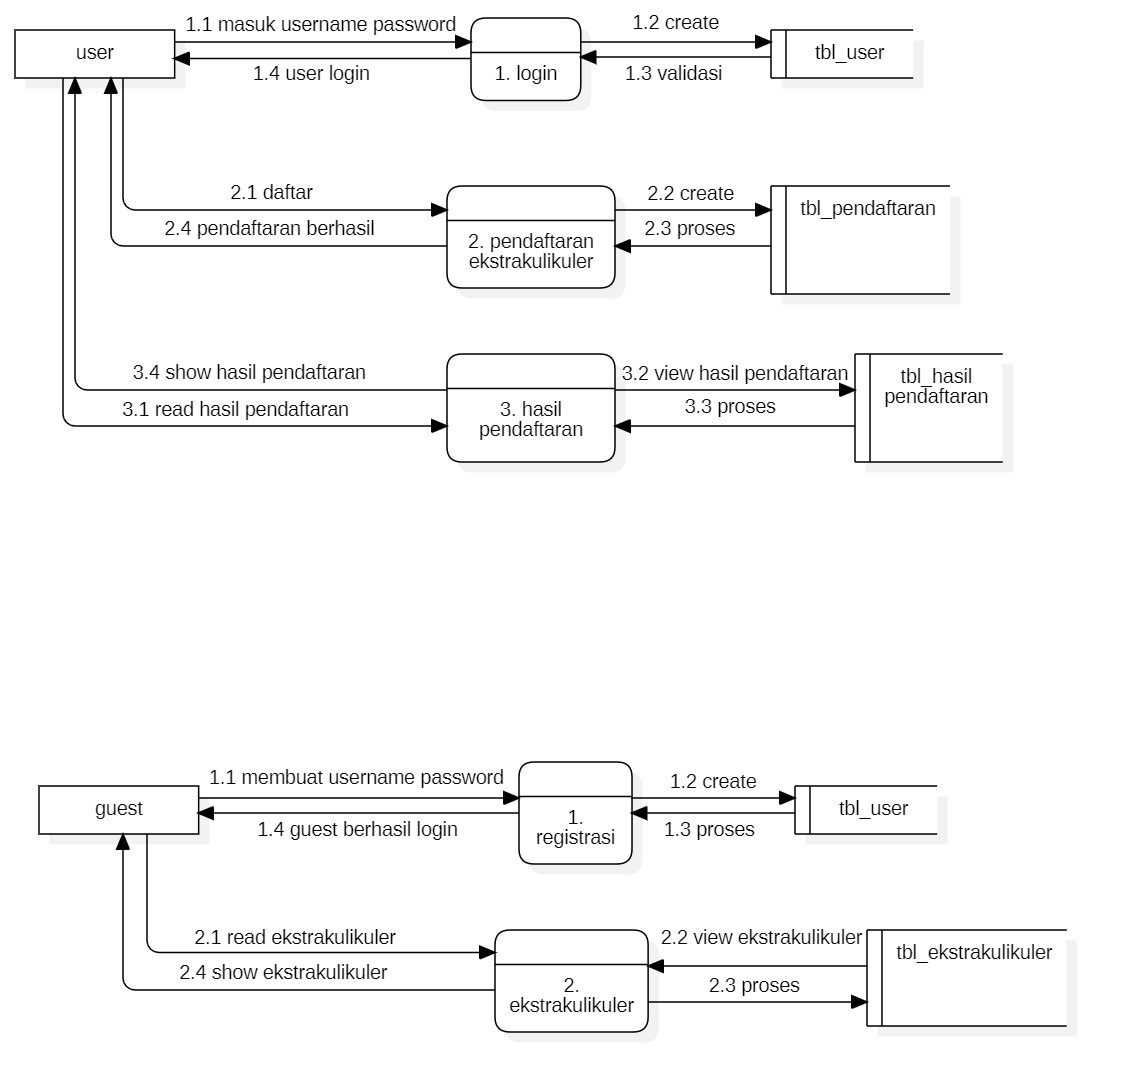 1.1 masuk username password
1.2 create
user
tbl_user
1.4 user login
1. login
1.3 validasi
2.1 daftar
2.2 create
tbl_pendaftaran
2.4 pendaftaran berhasil
2.3 proses
2. pendaftaran
ekstrakulikuler
3.4 show hasil pendaftaran
3.2 view hasil pendaftaran
tbl_hasil
pendaftaran
3.1 read hasil pendaftaran
3.3 proses
3. hasil
pendaftaran
1.1 membuat username password
1.2 create
guest
tbl_user
1.4 guest berhasil login
1.
registrasi
1.3 proses
2.1 read ekstrakulikuler
2.2 view ekstrakulikuler
tbl_ekstrakulikuler
2.4 show ekstrakulikuler
2.
ekstrakulikuler
2.3 proses